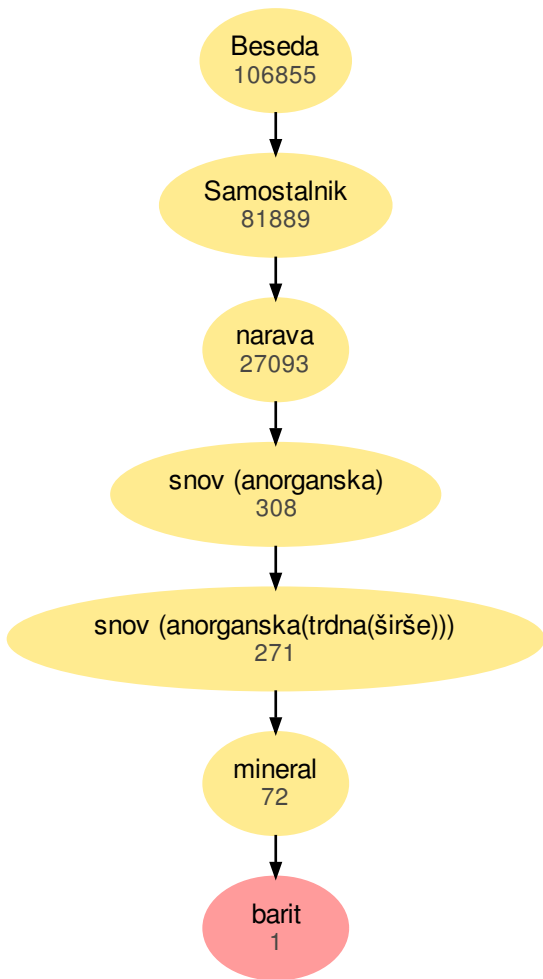 Beseda
106855
Samostalnik
81889
narava
27093
snov (anorganska)
308
snov (anorganska(trdna(širše)))
271
mineral
72
barit
1